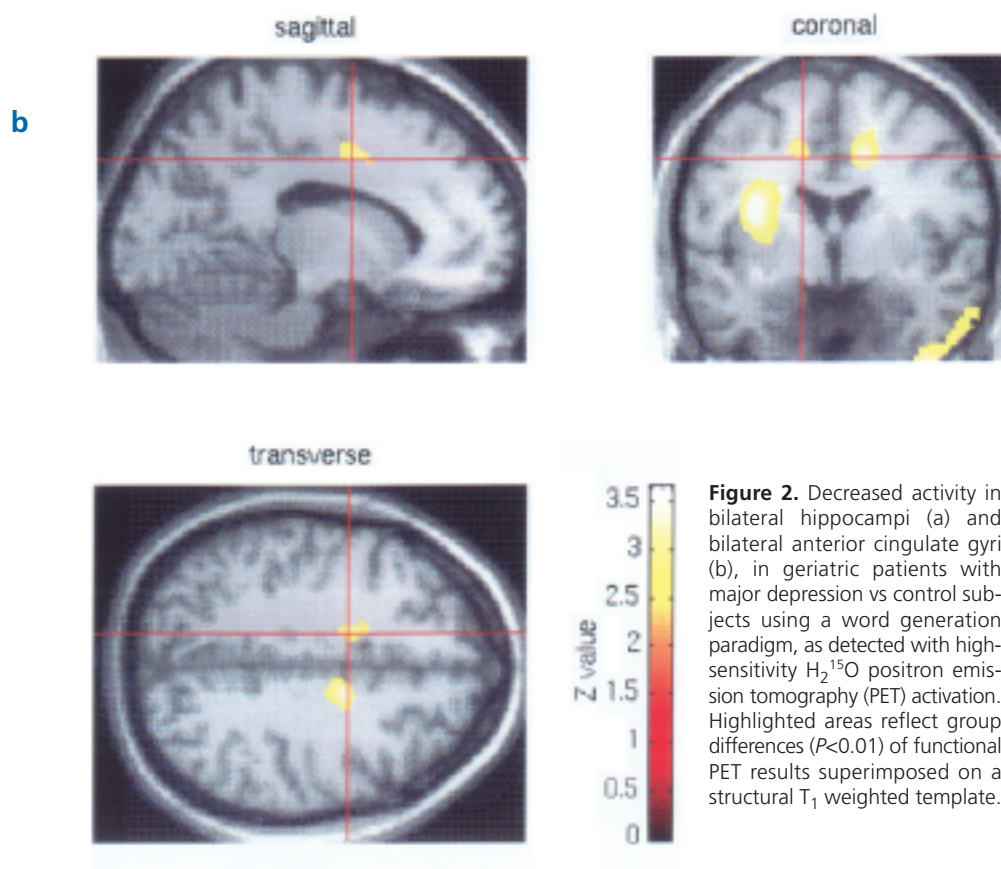 sagittal
coronal
b
transverse
3.5
3
2.5
2
1.5
1
0.5
0
Z value
Figure 2. Decreased activity in
bilateral hippocampi (a) and
bilateral anterior cingulate gyri
(b), in geriatric patients with
major depression vs control sub-
jects using a word generation
paradigm, as detected with high-
sensitivity H₂¹⁵O positron emis-
sion tomography (PET) activation.
Highlighted areas reflect group
differences (P<0.01) of functional
PET results superimposed on a
structural T₁ weighted template.